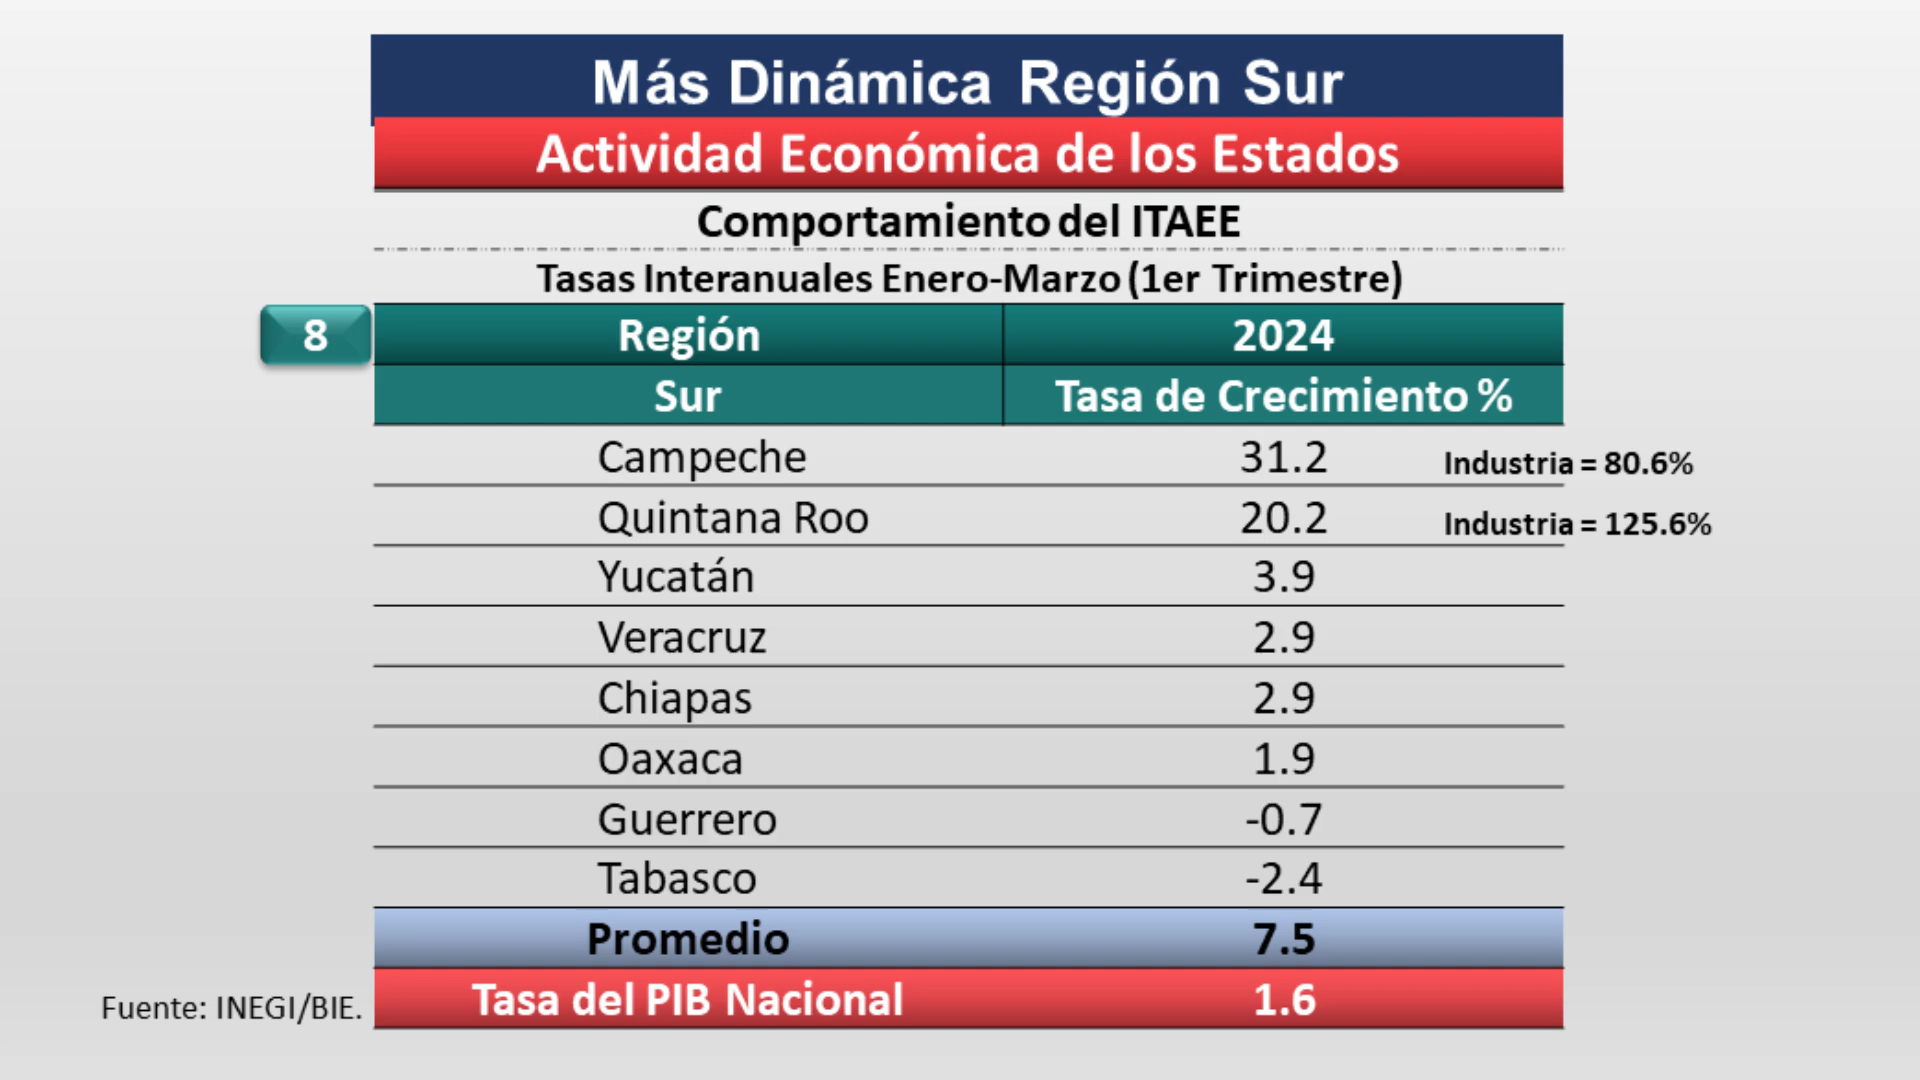 Más Dinámica Región Sur
Actividad Económica de los Estados
Comportamiento del ITAEE
Tasas Interanuales Enero-Marzo (1er Trimestre)
8 Región 2024
Sur Tasa de Crecimiento %
Campeche 31.2 Industria = 80.6%
Quintana Roo 20.2 Industria = 125.6%
Yucatán 3.9
Veracruz 2.9
Chiapas 2.9
Oaxaca 1.9
Guerrero -0.7
Tabasco -2.4
Promedio 7.5
Fuente: INEGI/BIE. Tasa del PIB Nacional 1.6